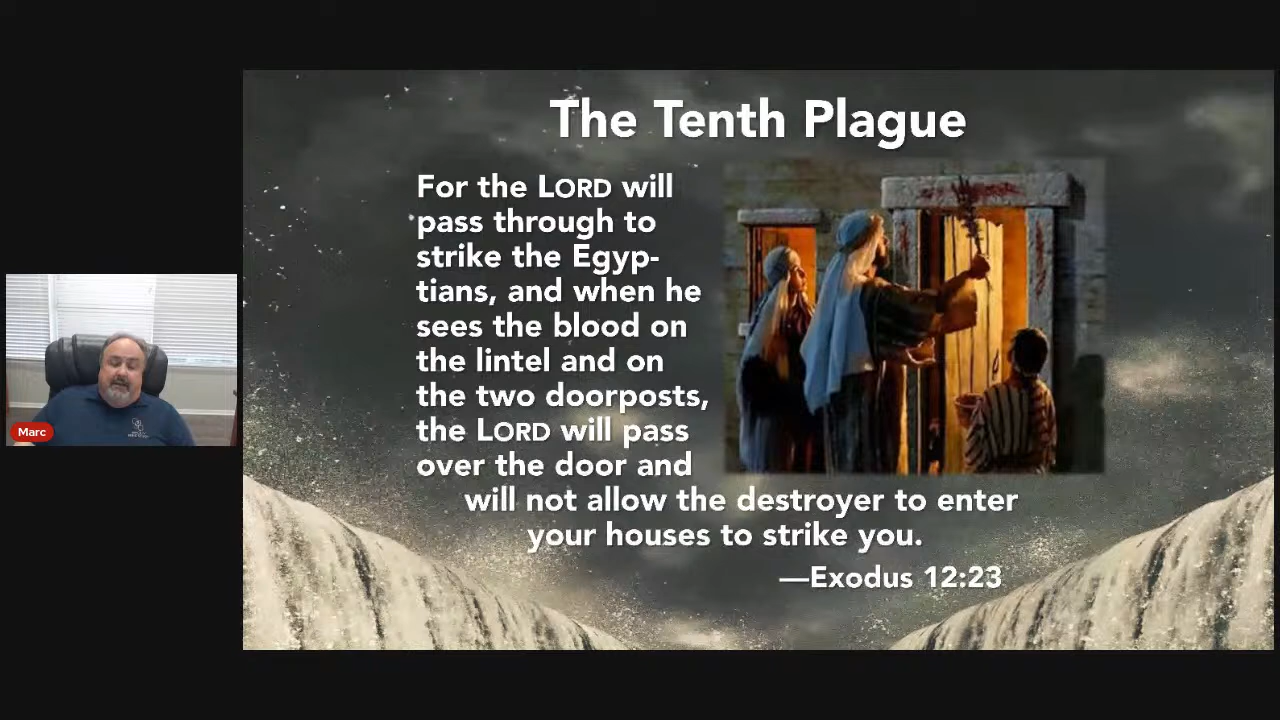 The Tenth Plague
For the LORD will
pass through to
strike the Egyp-
tians, and when he
sees the blood on
the lintel and on
the two doorposts,
the LORD will pass
over the door and
will not allow the destroyer to enter
your houses to strike you.
—Exodus 12:23
Marc